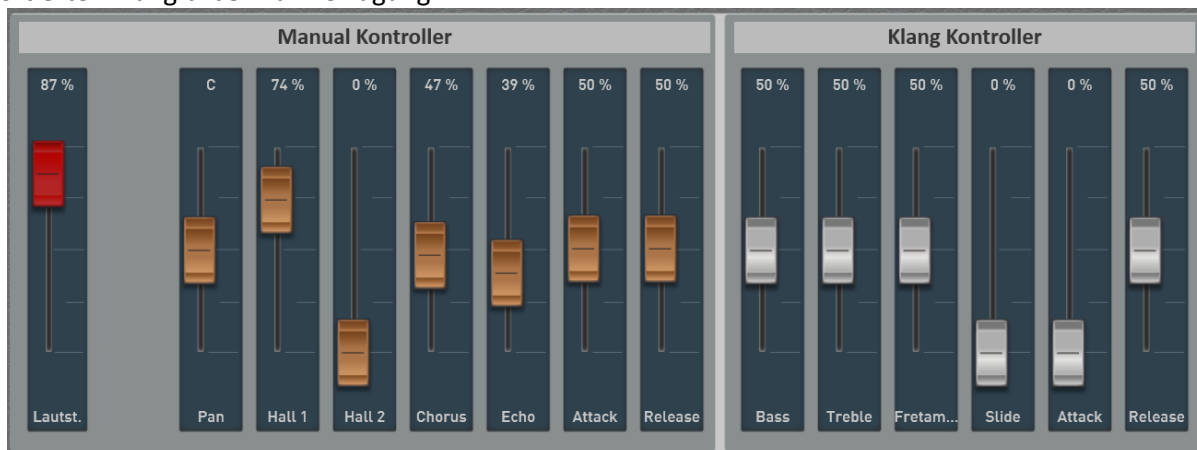 Manual Kontroller Klang Kontroller
87 % C 74 % 0 % 47 % 39 % 50 % 50 % 50 % 50 % 50 % 0 % 0 % 50 %
Lautst. Pan Hall 1 Hall 2 Chorus Echo Attack Release Bass Treble Fretam... Slide Attack Release